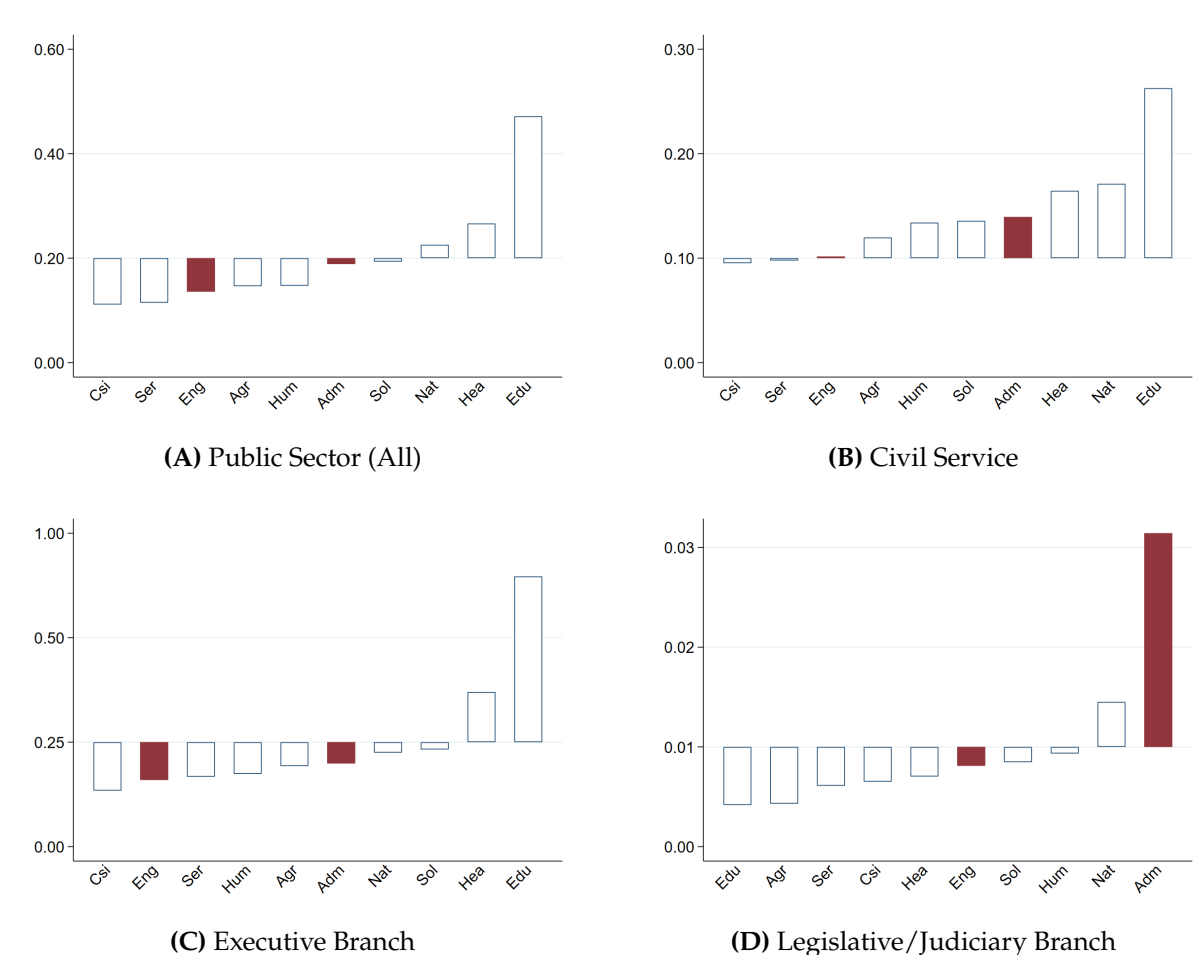 0.60
0.40
0.20
0.00
Csi Ser Eng Agr Hum Adm Sol Nat Hea Edu
(A) Public Sector (All)
0.30
0.20
0.10
0.00
Csi Ser Eng Agr Hum Sol Adm Hea Nat Edu
(B) Civil Service
1.00
0.50
0.25
0.00
Csi Eng Ser Hum Agr Adm Nat Sol Hea Edu
(C) Executive Branch
0.03
0.02
0.01
0.00
Edu Agr Ser Csi Hea Eng Sol Hum Nat Adm
(D) Legislative/Judiciary Branch